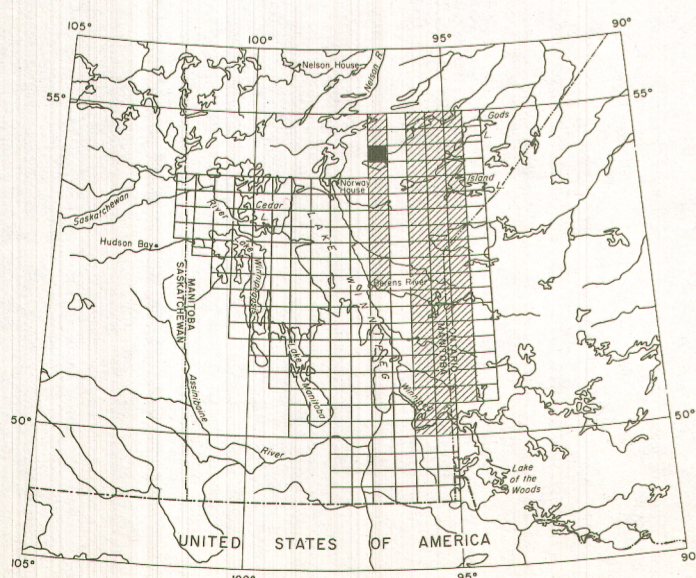 105°
100°
95°
90°
Nelson House
Nelson R
55°
55°
Gods
L
Norway
House
Island
L
Saskatchewan
River
Cedar
L
LAKE
WINNIPEG
Hudson Bay
Lake
Winnipegosis
Berens River
MANITOBA
SASKATCHEWAN
ONTARIO
MANITOBA
Lake
Manitoba
Winnipeg
Assiniboine
River
50°
50°
Lake
of the
Woods
UNITED STATES OF AMERICA
105°
100°
95°
90